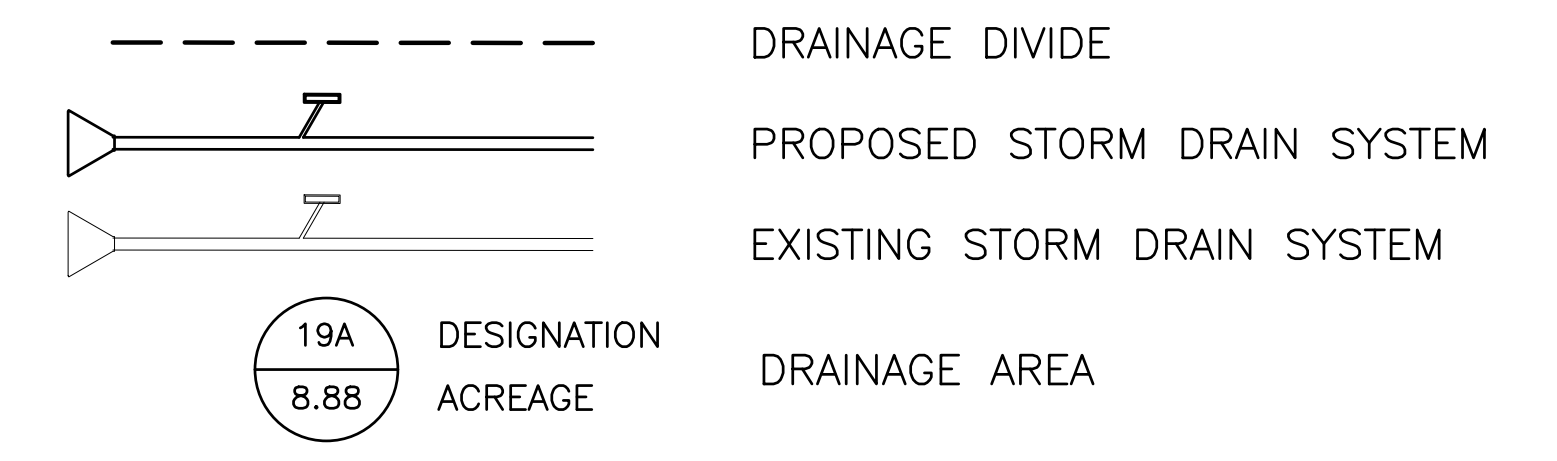 DRAINAGE DIVIDE
PROPOSED STORM DRAIN SYSTEM
EXISTING STORM DRAIN SYSTEM
19A DESIGNATION
8.88 ACREAGE
DRAINAGE AREA